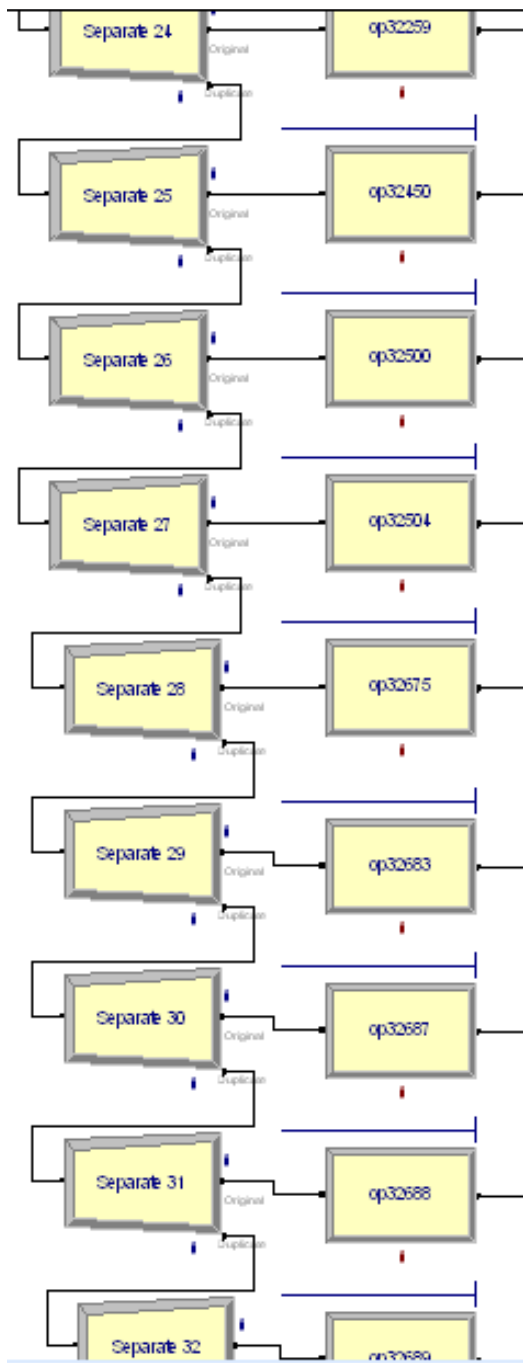 Separate 24
op32259
Original
Duplicate
Separate 25
op32450
Original
Duplicate
Separate 26
op32500
Original
Duplicate
Separate 27
op32504
Original
Duplicate
Separate 28
op32675
Original
Duplicate
Separate 29
op32683
Original
Duplicate
Separate 30
op32687
Original
Duplicate
Separate 31
op32688
Original
Duplicate
Separate 32
op32689